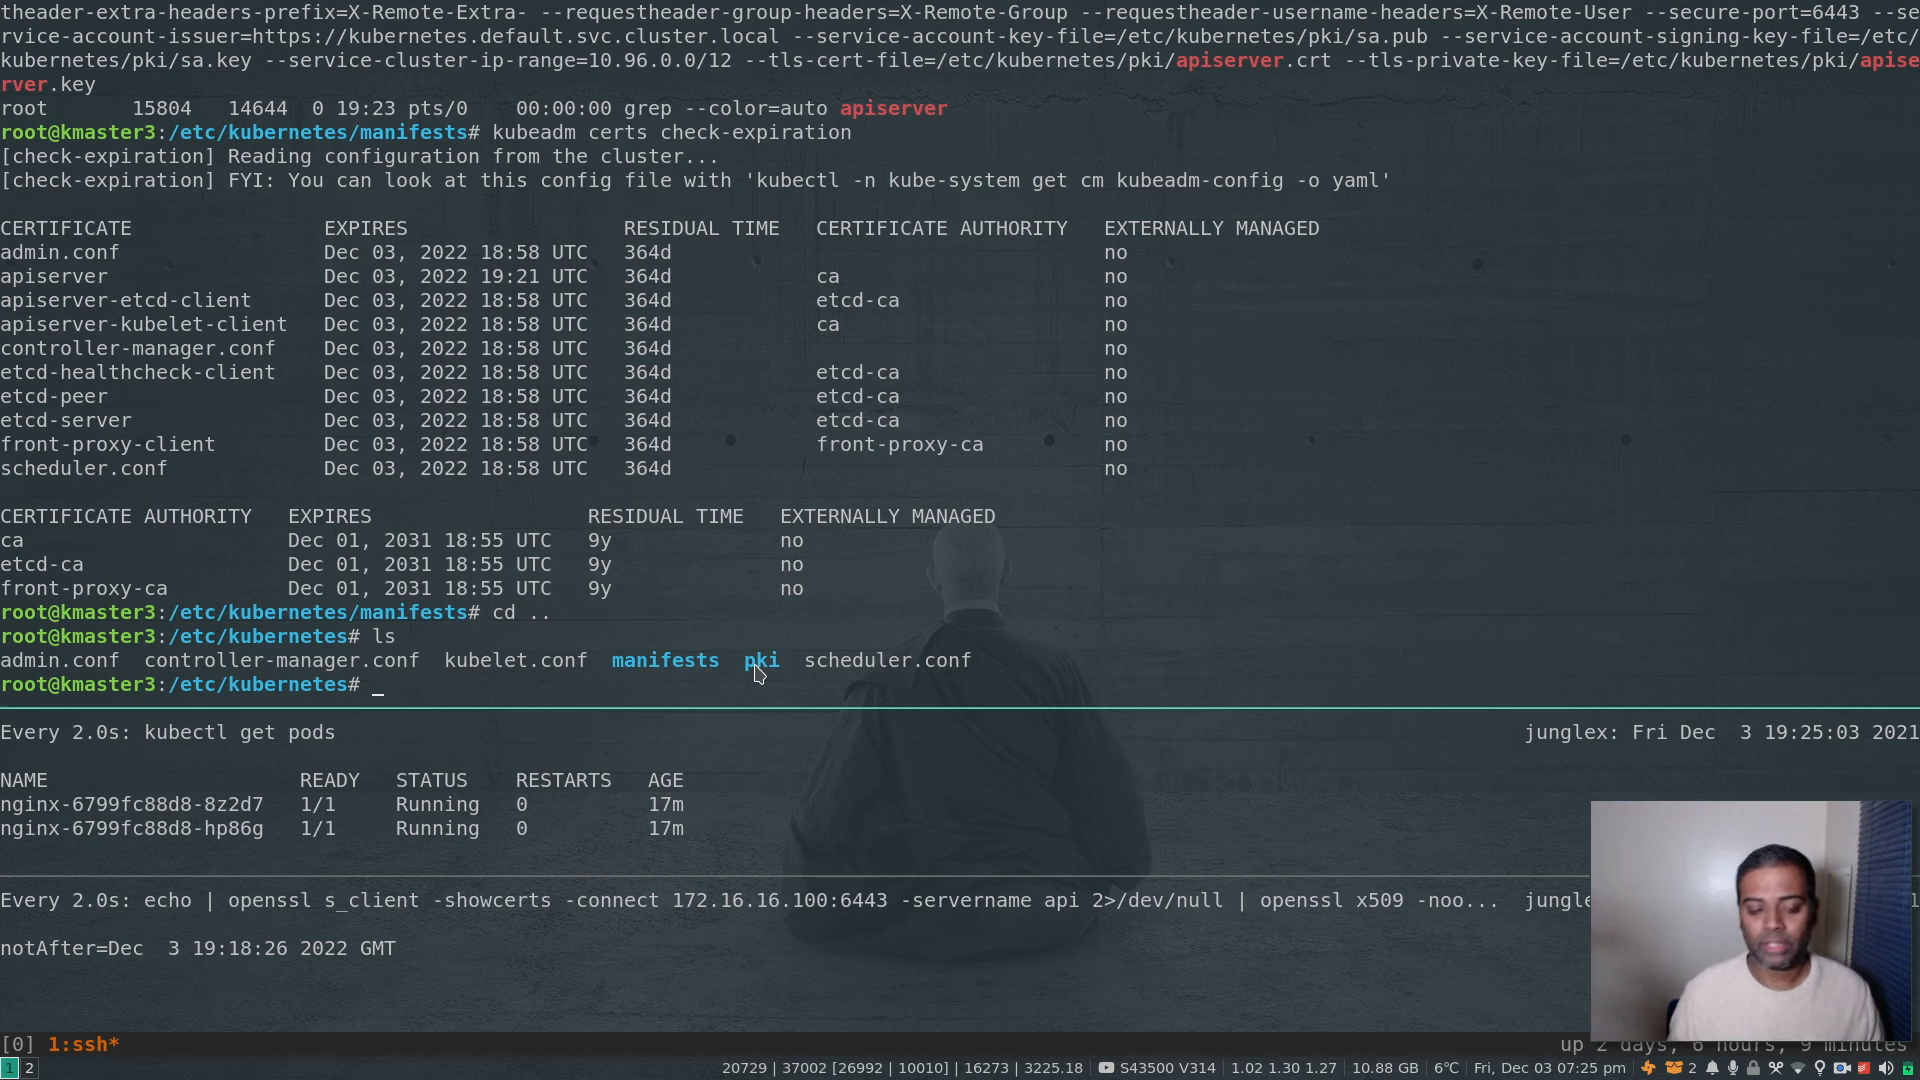 theader-extra-headers-prefix=X-Remote-Extra- --requestheader-group-headers=X-Remote-Group --requestheader-username-headers=X-Remote-User --secure-port=6443 --se
rvice-account-issuer=https://kubernetes.default.svc.cluster.local --service-account-key-file=/etc/kubernetes/pki/sa.pub --service-account-signing-key-file=/etc/
kubernetes/pki/sa.key --service-cluster-ip-range=10.96.0.0/12 --tls-cert-file=/etc/kubernetes/pki/apiserver.crt --tls-private-key-file=/etc/kubernetes/pki/apise
rver.key
root       15804   14644  0 19:23 pts/0    00:00:00 grep --color=auto apiserver
root@kmaster3:/etc/kubernetes/manifests# kubeadm certs check-expiration
[check-expiration] Reading configuration from the cluster...
[check-expiration] FYI: You can look at this config file with 'kubectl -n kube-system get cm kubeadm-config -o yaml'
CERTIFICATE                EXPIRES                  RESIDUAL TIME   CERTIFICATE AUTHORITY   EXTERNALLY MANAGED
admin.conf                 Dec 03, 2022 18:58 UTC   364d                                    no
apiserver                  Dec 03, 2022 19:21 UTC   364d            ca                      no
apiserver-etcd-client      Dec 03, 2022 18:58 UTC   364d            etcd-ca                 no
apiserver-kubelet-client   Dec 03, 2022 18:58 UTC   364d            ca                      no
controller-manager.conf    Dec 03, 2022 18:58 UTC   364d                                    no
etcd-healthcheck-client    Dec 03, 2022 18:58 UTC   364d            etcd-ca                 no
etcd-peer                  Dec 03, 2022 18:58 UTC   364d            etcd-ca                 no
etcd-server                Dec 03, 2022 18:58 UTC   364d            etcd-ca                 no
front-proxy-client         Dec 03, 2022 18:58 UTC   364d            front-proxy-ca          no
scheduler.conf             Dec 03, 2022 18:58 UTC   364d                                    no
CERTIFICATE AUTHORITY   EXPIRES                  RESIDUAL TIME   EXTERNALLY MANAGED
ca                      Dec 01, 2031 18:55 UTC   9y              no
etcd-ca                 Dec 01, 2031 18:55 UTC   9y              no
front-proxy-ca          Dec 01, 2031 18:55 UTC   9y              no
root@kmaster3:/etc/kubernetes/manifests# cd ..
root@kmaster3:/etc/kubernetes# ls
admin.conf  controller-manager.conf  kubelet.conf  manifests  pki  scheduler.conf
root@kmaster3:/etc/kubernetes# _
Every 2.0s: kubectl get pods    junglex: Fri Dec  3 19:25:03 2021
NAME                     READY   STATUS    RESTARTS   AGE
nginx-6799fc88d8-8z2d7   1/1     Running   0          17m
nginx-6799fc88d8-hp86g   1/1     Running   0          17m
Every 2.0s: echo | openssl s_client -showcerts -connect 172.16.16.100:6443 -servername api 2>/dev/null | openssl x509 -noo...
notAfter=Dec  3 19:18:26 2022 GMT
[0] 1:ssh*    up 2 days, 6 hours, 9 minutes
1 2    20729 | 37002 [26992 | 10010] | 16273 | 3225.18 | S43500 V314 | 1.02 1.30 1.27 | 10.88 GB | 6°C | Fri, Dec 03 07:25 pm | 2